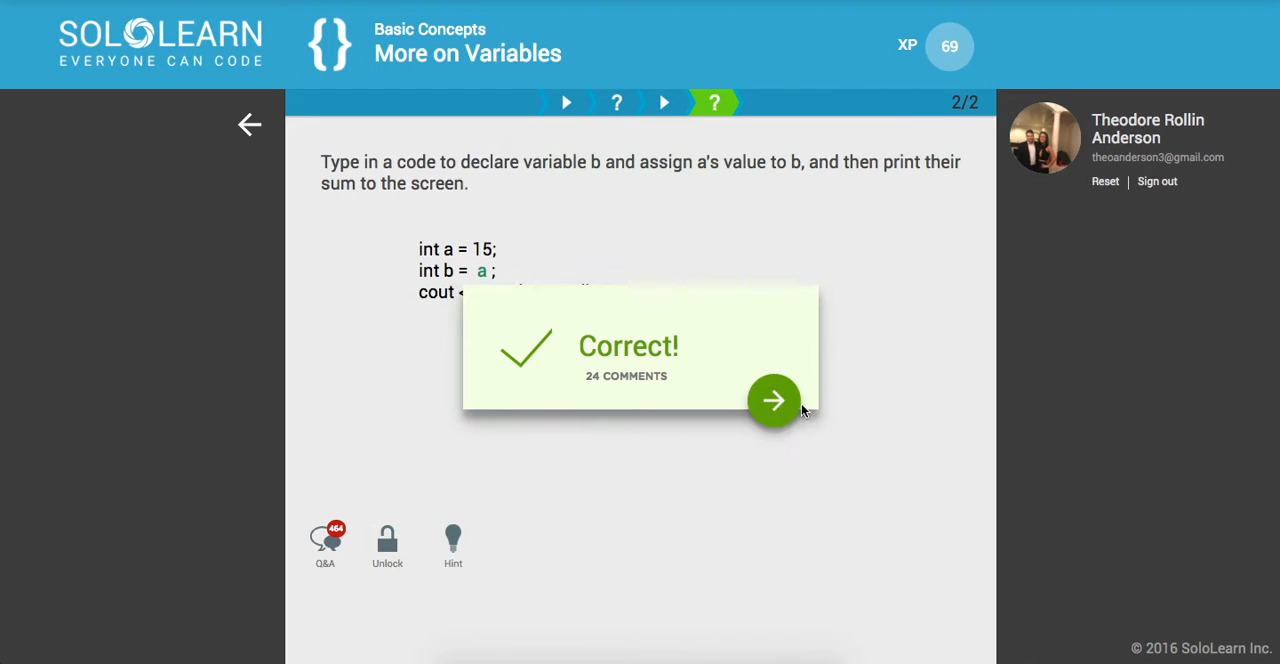 SOLOLEARN
EVERYONE CAN CODE
{ }
Basic Concepts
More on Variables
XP 69
? ? 2/2
Theodore Rollin
Anderson
theoanderson3@gmail.com
Reset | Sign out
Type in a code to declare variable b and assign a's value to b, and then print their
sum to the screen.
int a = 15;
int b = a ;
cout <
Correct!
24 COMMENTS
464
Q&A Unlock Hint
© 2016 SoloLearn Inc.